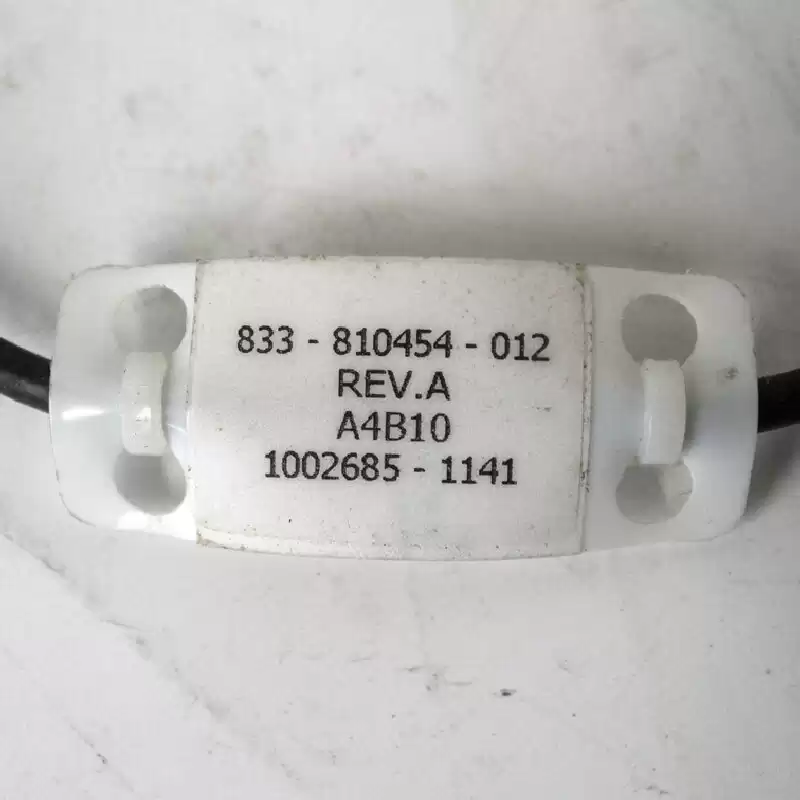 833 - 810454 - 012
REV.A
A4B10
1002685 - 1141